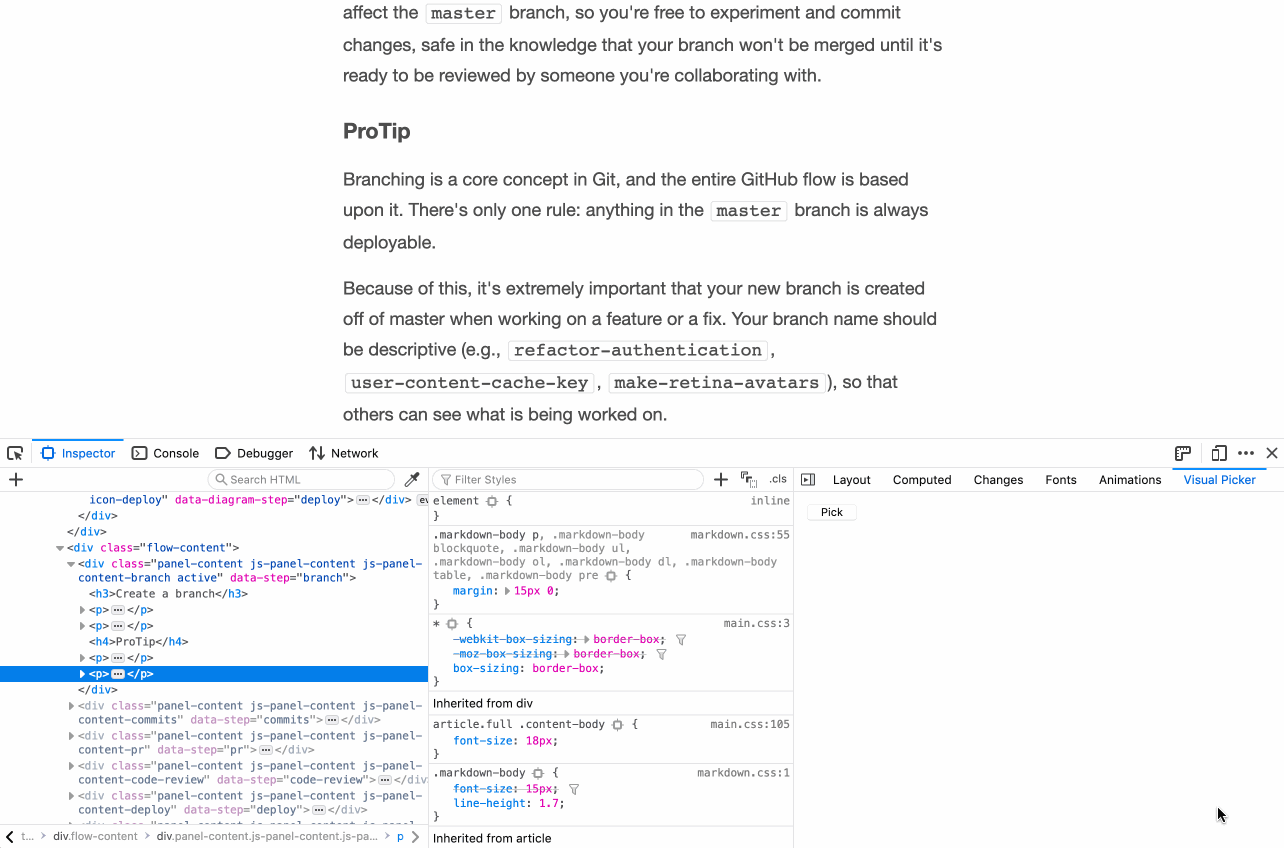 affect the master branch, so you're free to experiment and commit
changes, safe in the knowledge that your branch won't be merged until it's
ready to be reviewed by someone you're collaborating with.
ProTip
Branching is a core concept in Git, and the entire GitHub flow is based
upon it. There's only one rule: anything in the master branch is always
deployable.
Because of this, it's extremely important that your new branch is created
off of master when working on a feature or a fix. Your branch name should
be descriptive (e.g., refactor-authentication,
user-content-cache-key, make-retina-avatars), so that
others can see what is being worked on.
Inspector Console Debugger Network
Search HTML
icon-deploy" data-diagram-step="deploy"></div> ev
</div>
</div>
<div class="flow-content">
<div class="panel-content js-panel-content js-panel-
content-branch active" data-step="branch">
<h3>Create a branch</h3>
<p></p>
<p></p>
<h4>ProTip</h4>
<p></p>
<p></p>
</div>
<div class="panel-content js-panel-content js-panel-
content-commits" data-step="commits"></div>
<div class="panel-content js-panel-content js-panel-
content-pr" data-step="pr"></div>
<div class="panel-content js-panel-content js-panel-
content-code-review" data-step="code-review"></div
<div class="panel-content js-panel-content js-panel-
content-deploy" data-step="deploy"></div>
t... > div.flow-content > div.panel-content.js-panel-content.js-pa... > p
Filter Styles + .cls
element { inline
}
.markdown-body p, .markdown-body markdown.css:55
blockquote, .markdown-body ul,
.markdown-body ol, .markdown-body dl, .markdown-body
table, .markdown-body pre {
margin: 15px 0;
}
* { main.css:3
-webkit-box-sizing: border-box;
-moz-box-sizing: border-box;
box-sizing: border-box;
}
Inherited from div
article.full .content-body { main.css:105
font-size: 18px;
}
.markdown-body { markdown.css:1
font-size: 15px;
line-height: 1.7;
}
Inherited from article
Layout Computed Changes Fonts Animations Visual Picker
Pick